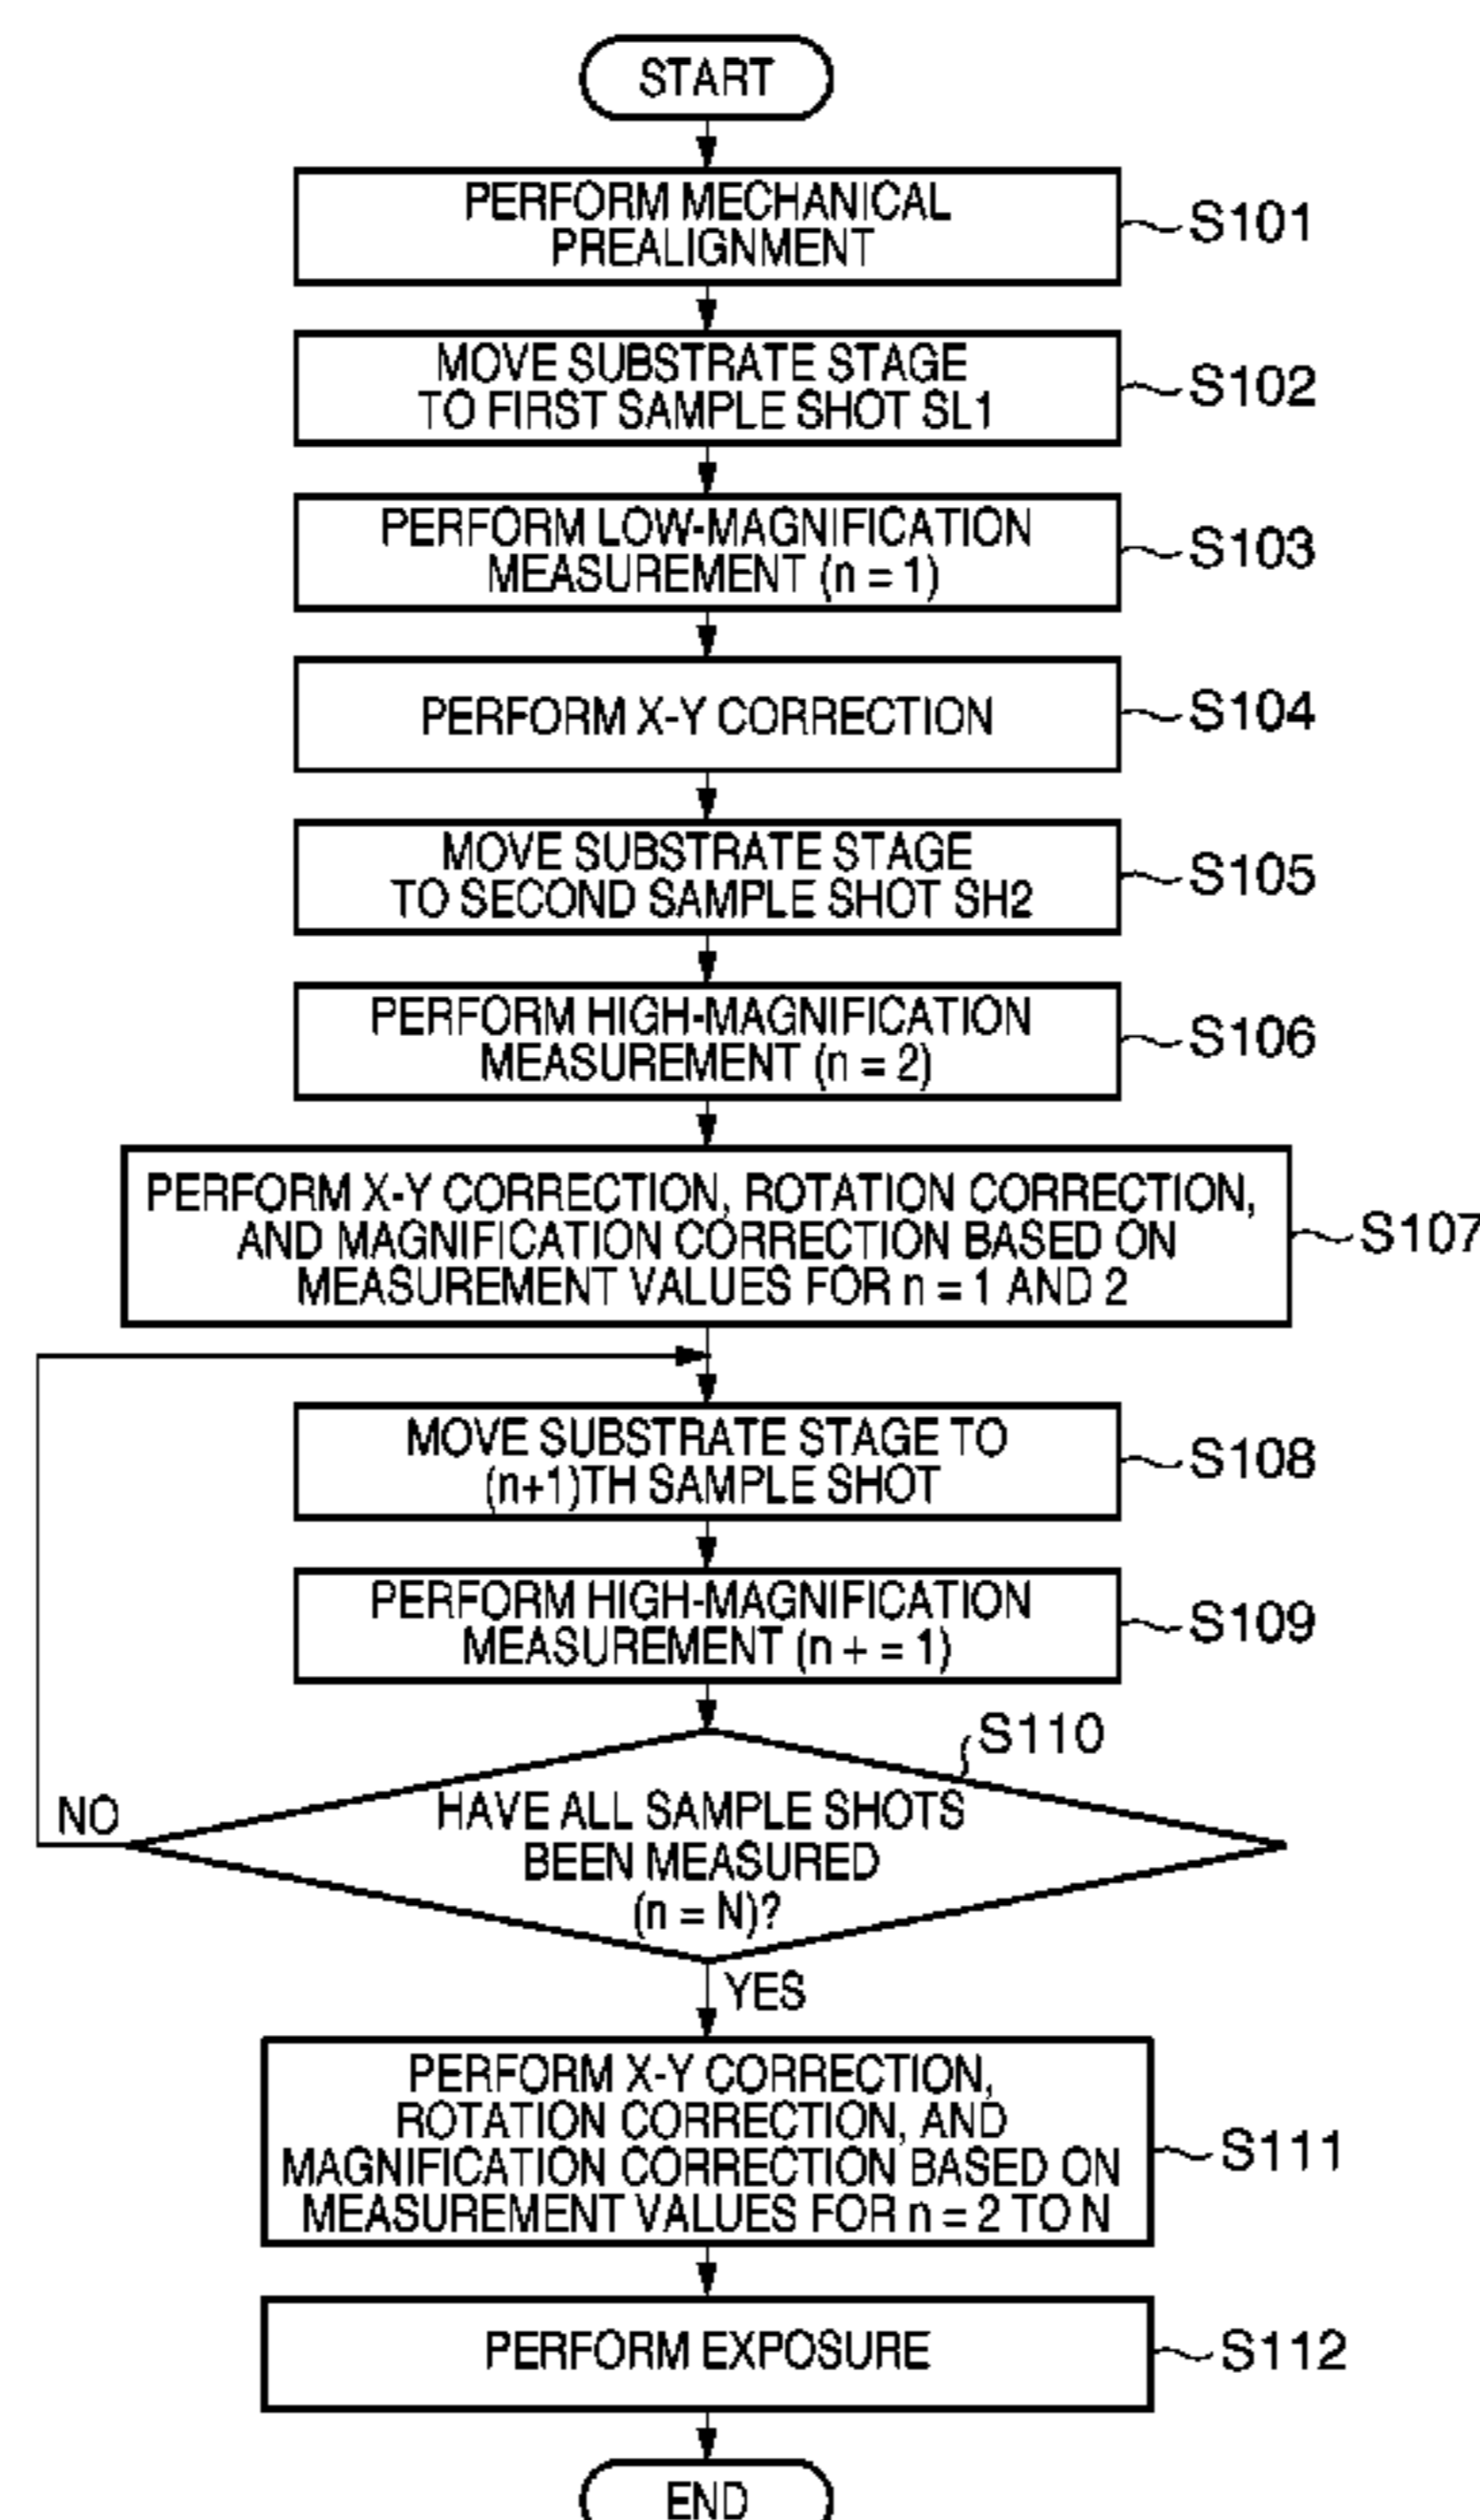 START
PERFORM MECHANICAL
PREALIGNMENT
S101
MOVE SUBSTRATE STAGE
TO FIRST SAMPLE SHOT SL1
S102
PERFORM LOW-MAGNIFICATION
MEASUREMENT (n = 1)
S103
PERFORM X-Y CORRECTION
S104
MOVE SUBSTRATE STAGE
TO SECOND SAMPLE SHOT SH2
S105
PERFORM HIGH-MAGNIFICATION
MEASUREMENT (n = 2)
S106
PERFORM X-Y CORRECTION, ROTATION CORRECTION,
AND MAGNIFICATION CORRECTION BASED ON
MEASUREMENT VALUES FOR n = 1 AND 2
S107
MOVE SUBSTRATE STAGE TO
(n+1)TH SAMPLE SHOT
S108
PERFORM HIGH-MAGNIFICATION
MEASUREMENT (n + = 1)
S109
S110
HAVE ALL SAMPLE SHOTS
BEEN MEASURED
(n = N)?
NO
YES
PERFORM X-Y CORRECTION,
ROTATION CORRECTION, AND
MAGNIFICATION CORRECTION BASED ON
MEASUREMENT VALUES FOR n = 2 TO N
S111
PERFORM EXPOSURE
S112
END